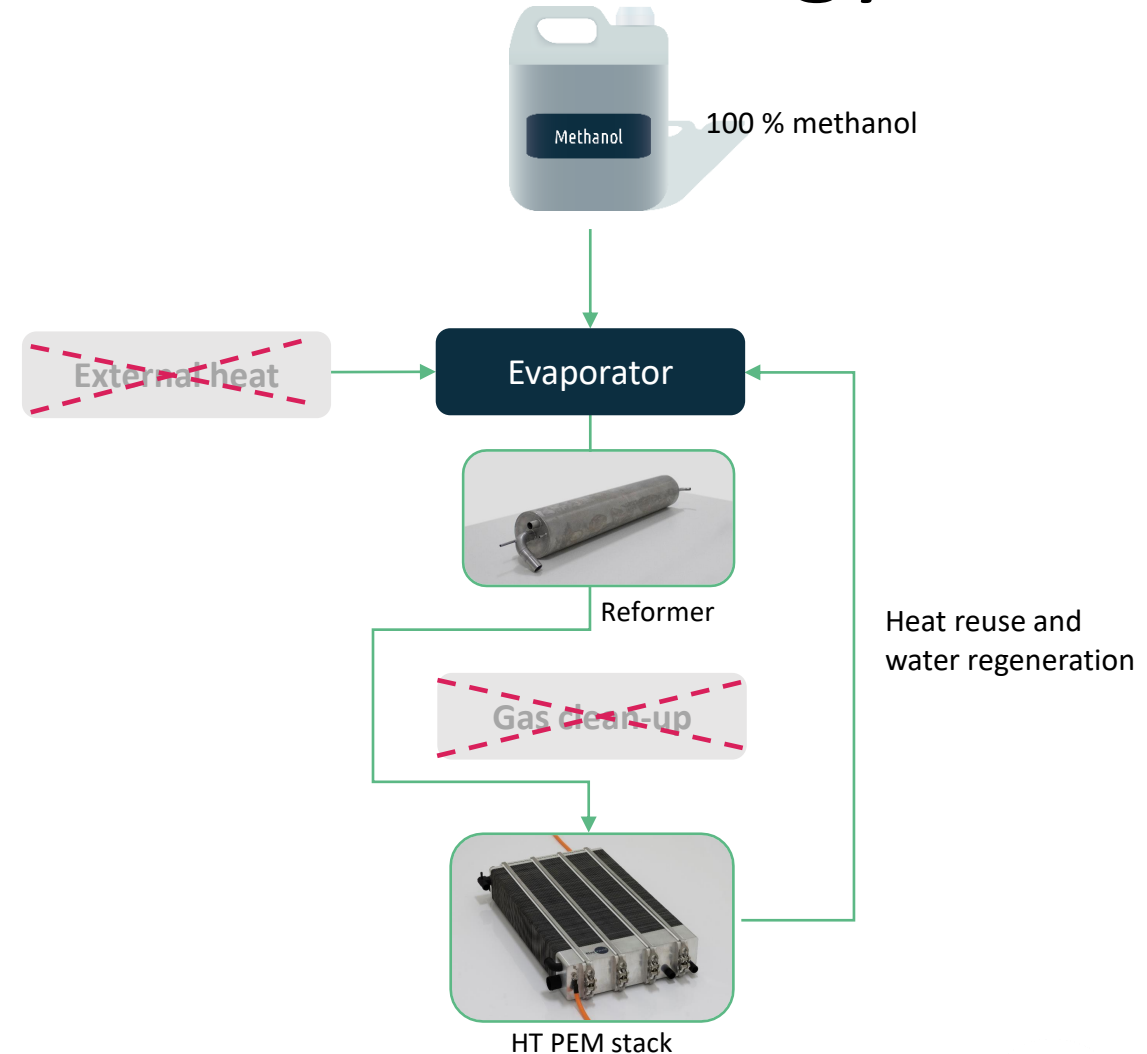 Methanol
100 % methanol
External heat
Evaporator
Reformer
Heat reuse and
water regeneration
Gas clean-up
HT PEM stack